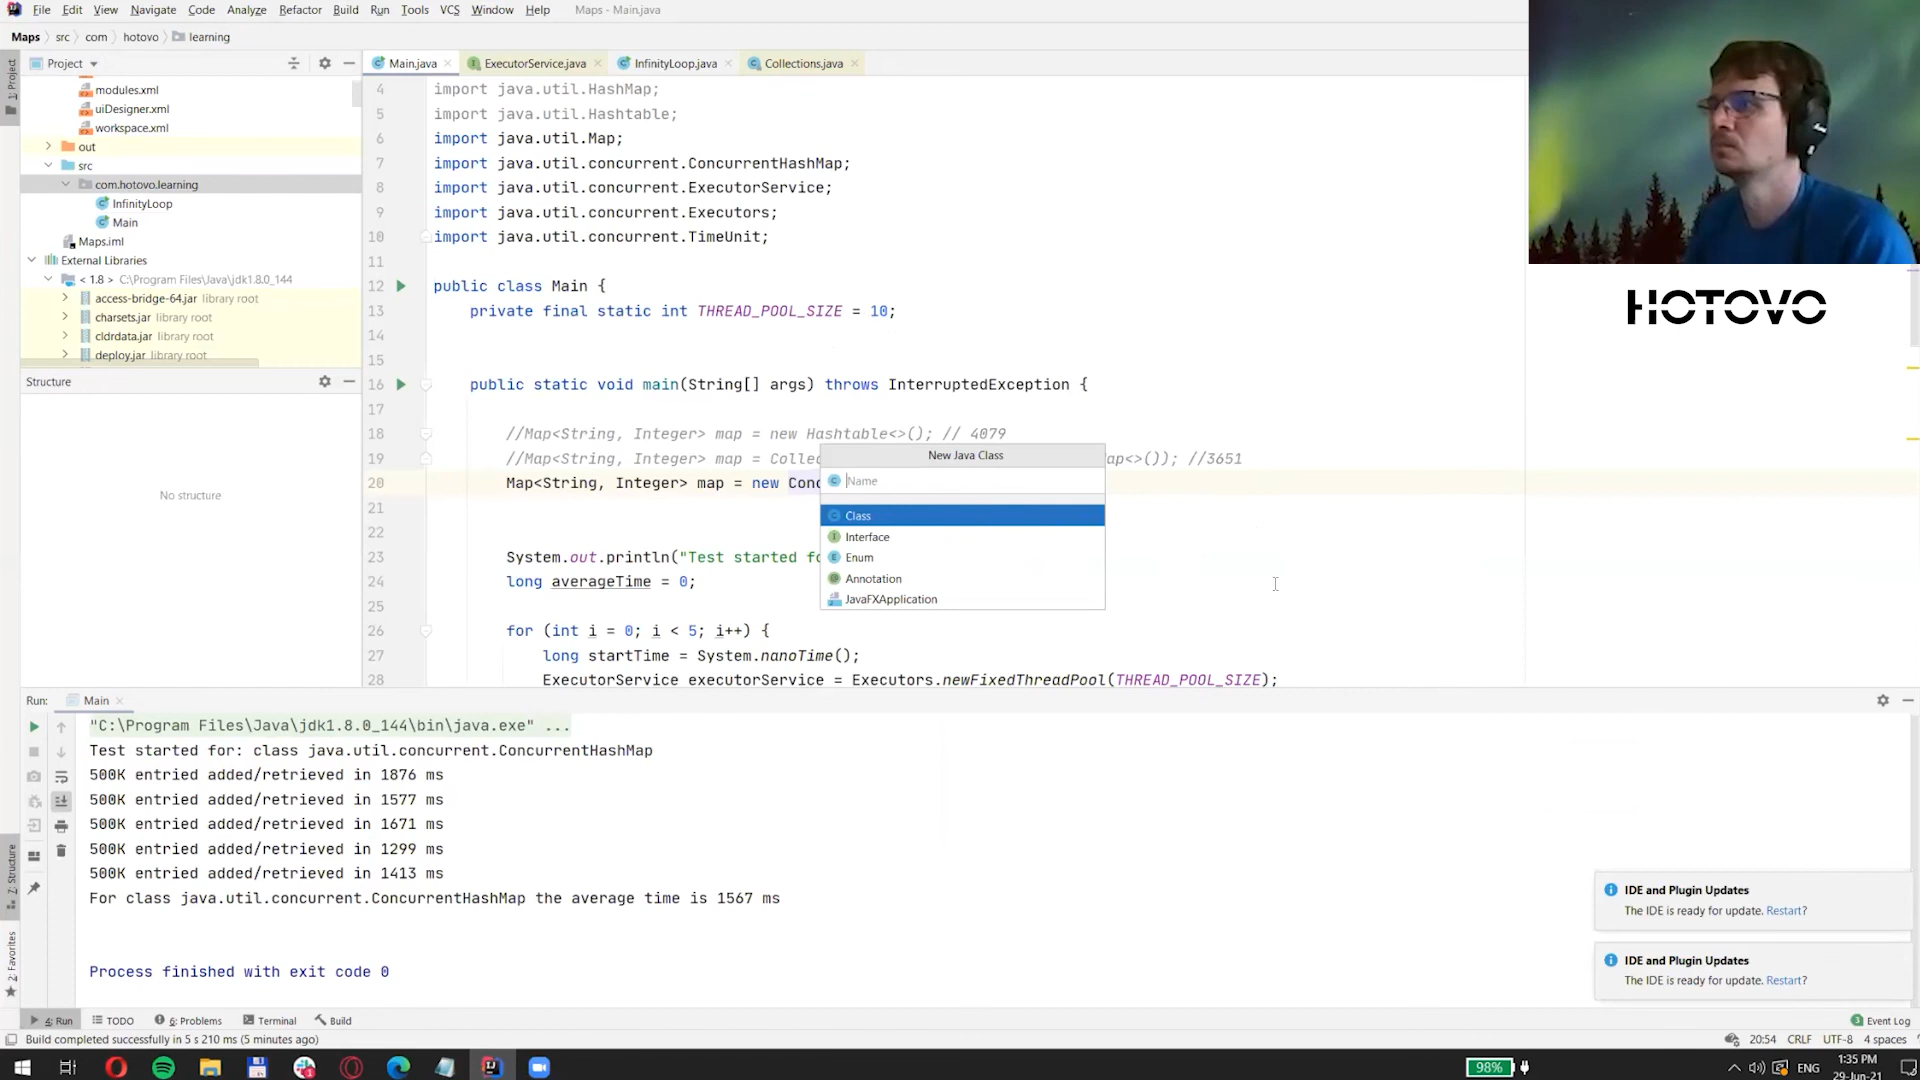 File Edit View Navigate Code Analyze Refactor Build Run Tools VCS Window Help Maps - Main.java
Maps src com hotovo learning
1: Project
Project
modules.xml
uiDesigner.xml
workspace.xml
out
src
com.hotovo.learning
InfinityLoop
Main
Maps.iml
External Libraries
< 1.8 > C:\Program Files\Java\jdk1.8.0_144
access-bridge-64.jar library root
charsets.jar library root
cldrdata.jar library root
deploy.jar library root
Structure
No structure
Main.java ExecutorService.java InfinityLoop.java Collections.java
4 import java.util.HashMap;
5 import java.util.Hashtable;
6 import java.util.Map;
7 import java.util.concurrent.ConcurrentHashMap;
8 import java.util.concurrent.ExecutorService;
9 import java.util.concurrent.Executors;
10 import java.util.concurrent.TimeUnit;
11
12 public class Main {
13 private final static int THREAD_POOL_SIZE = 10;
14
15
16 public static void main(String[] args) throws InterruptedException {
17
18 //Map<String, Integer> map = new Hashtable<>(); // 4079
19 //Map<String, Integer> map = Collec ap<>()); //3651
20 Map<String, Integer> map = new Conc
21
22
23 System.out.println("Test started fo
24 long averageTime = 0;
25
26 for (int i = 0; i < 5; i++) {
27 long startTime = System.nanoTime();
28 ExecutorService executorService = Executors.newFixedThreadPool(THREAD_POOL_SIZE);
New Java Class
Name
Class
Interface
Enum
Annotation
JavaFXApplication
HOTOVO
Run: Main
"C:\Program Files\Java\jdk1.8.0_144\bin\java.exe" ...
Test started for: class java.util.concurrent.ConcurrentHashMap
500K entried added/retrieved in 1876 ms
500K entried added/retrieved in 1577 ms
500K entried added/retrieved in 1671 ms
500K entried added/retrieved in 1299 ms
500K entried added/retrieved in 1413 ms
For class java.util.concurrent.ConcurrentHashMap the average time is 1567 ms
Process finished with exit code 0
7: Structure
2: Favorites
IDE and Plugin Updates
The IDE is ready for update. Restart?
IDE and Plugin Updates
The IDE is ready for update. Restart?
4: Run TODO 6: Problems Terminal Build 3 Event Log
Build completed successfully in 5 s 210 ms (5 minutes ago) 20:54 CRLF UTF-8 4 spaces
98% ENG 1:35 PM
29-Jun-21